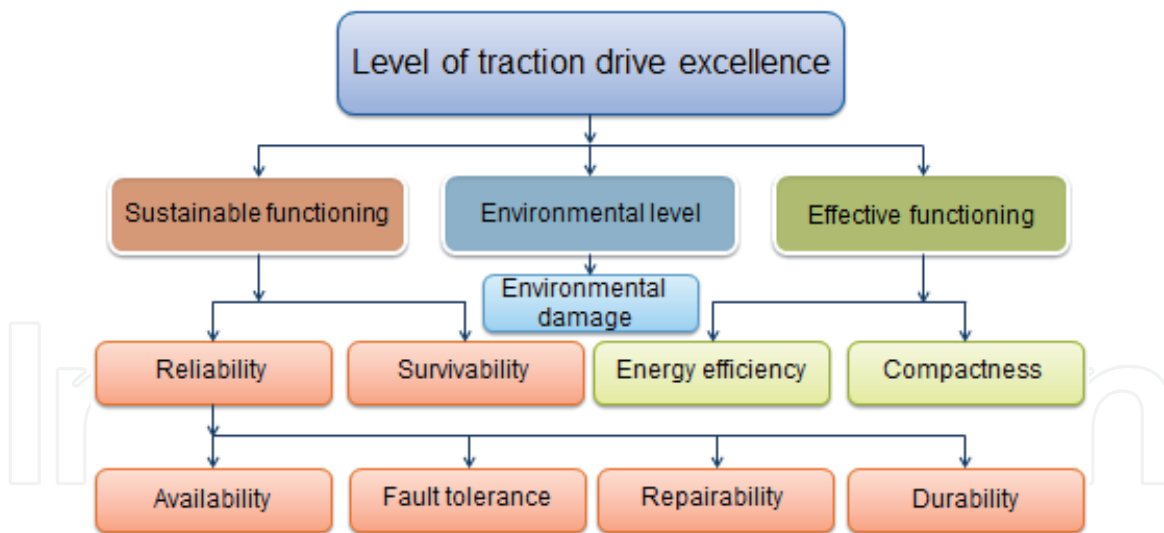 Level of traction drive excellence
Sustainable functioning
Environmental level
Effective functioning
Environmental
damage
Reliability
Survivability
Energy efficiency
Compactness
Availability
Fault tolerance
Repairability
Durability